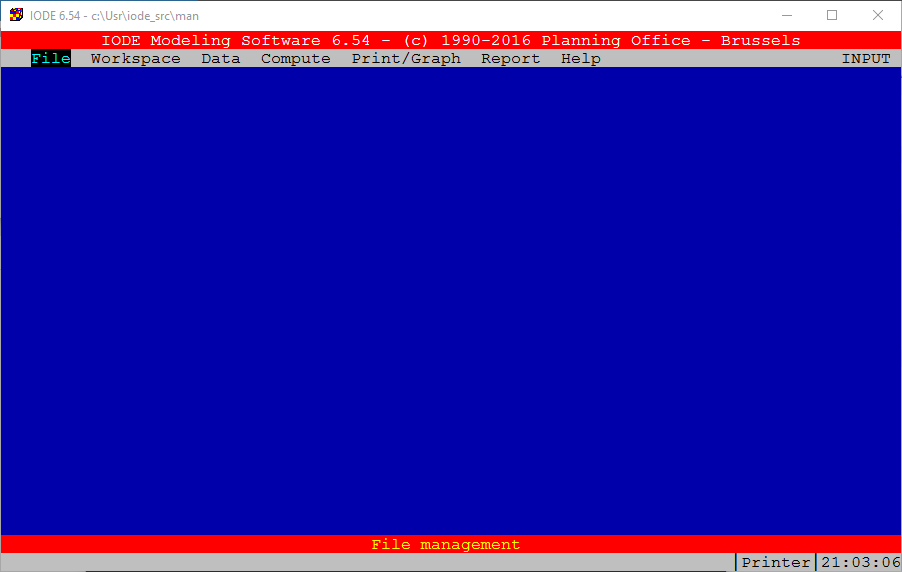 IODE 6.54 - c:\Usr\iode_src\man
IODE Modeling Software 6.54 - (c) 1990-2016 Planning Office - Brussels
File Workspace Data Compute Print/Graph Report Help INPUT
File management
Printer 21:03:06